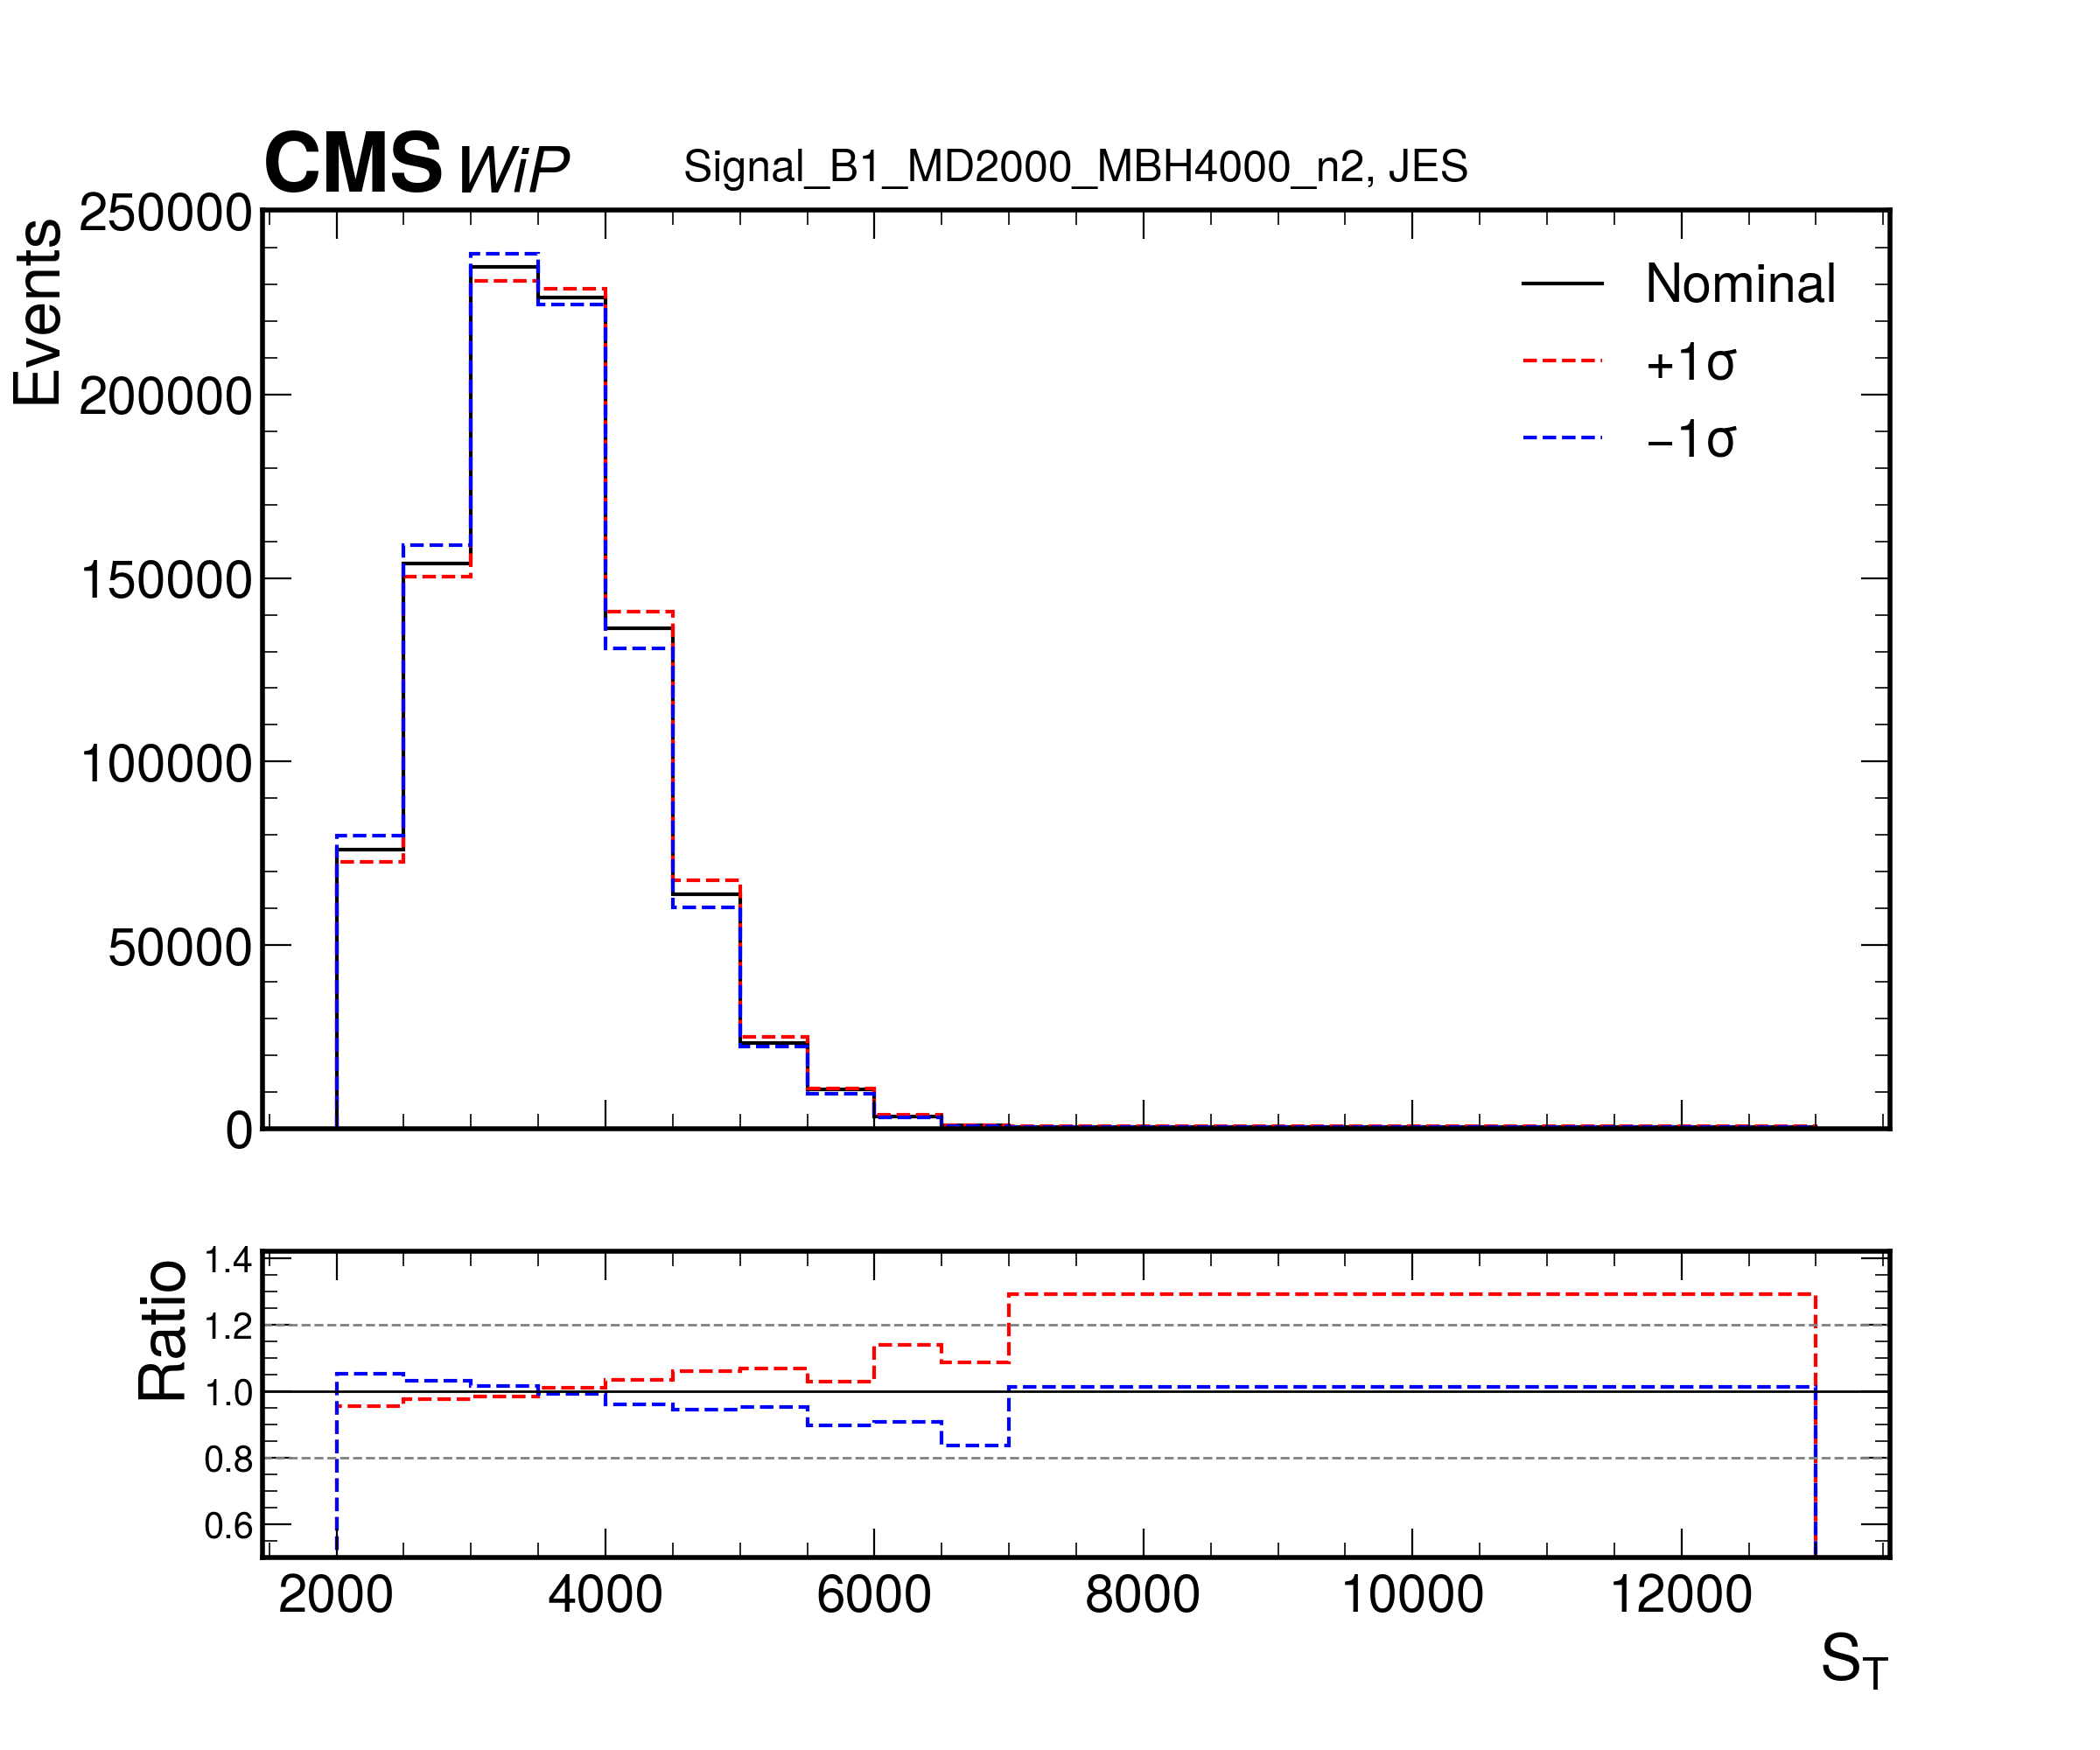 CMS WiP Signal_B1_MD2000_MBH4000_n2, JES
Events
250000
200000
150000
100000
50000
0
Nominal
+1σ
−1σ
Ratio
1.4
1.2
1.0
0.8
0.6
2000 4000 6000 8000 10000 12000
S_T